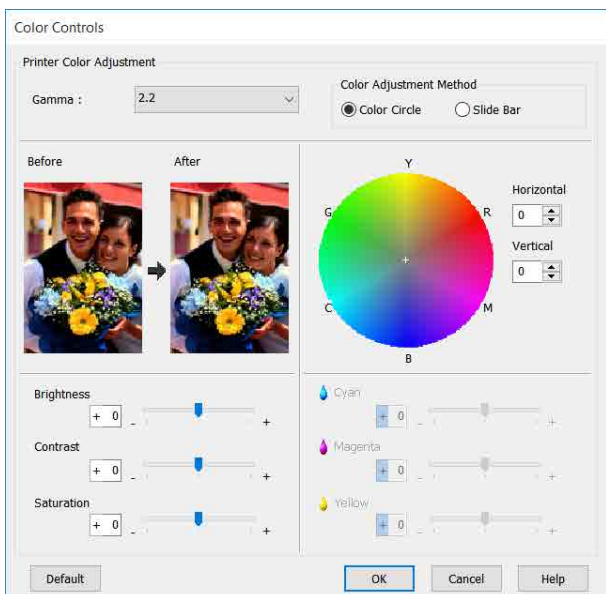 Color Controls
Printer Color Adjustment
Gamma : 2.2
Color Adjustment Method
Color Circle Slide Bar
Before After
Y
G R
C M
B
Horizontal
0
Vertical
0
Brightness
+ 0 - +
Contrast
+ 0 - +
Saturation
+ 0 - +
Cyan
+ 0 - +
Magenta
+ 0 - +
Yellow
+ 0 - +
Default OK Cancel Help